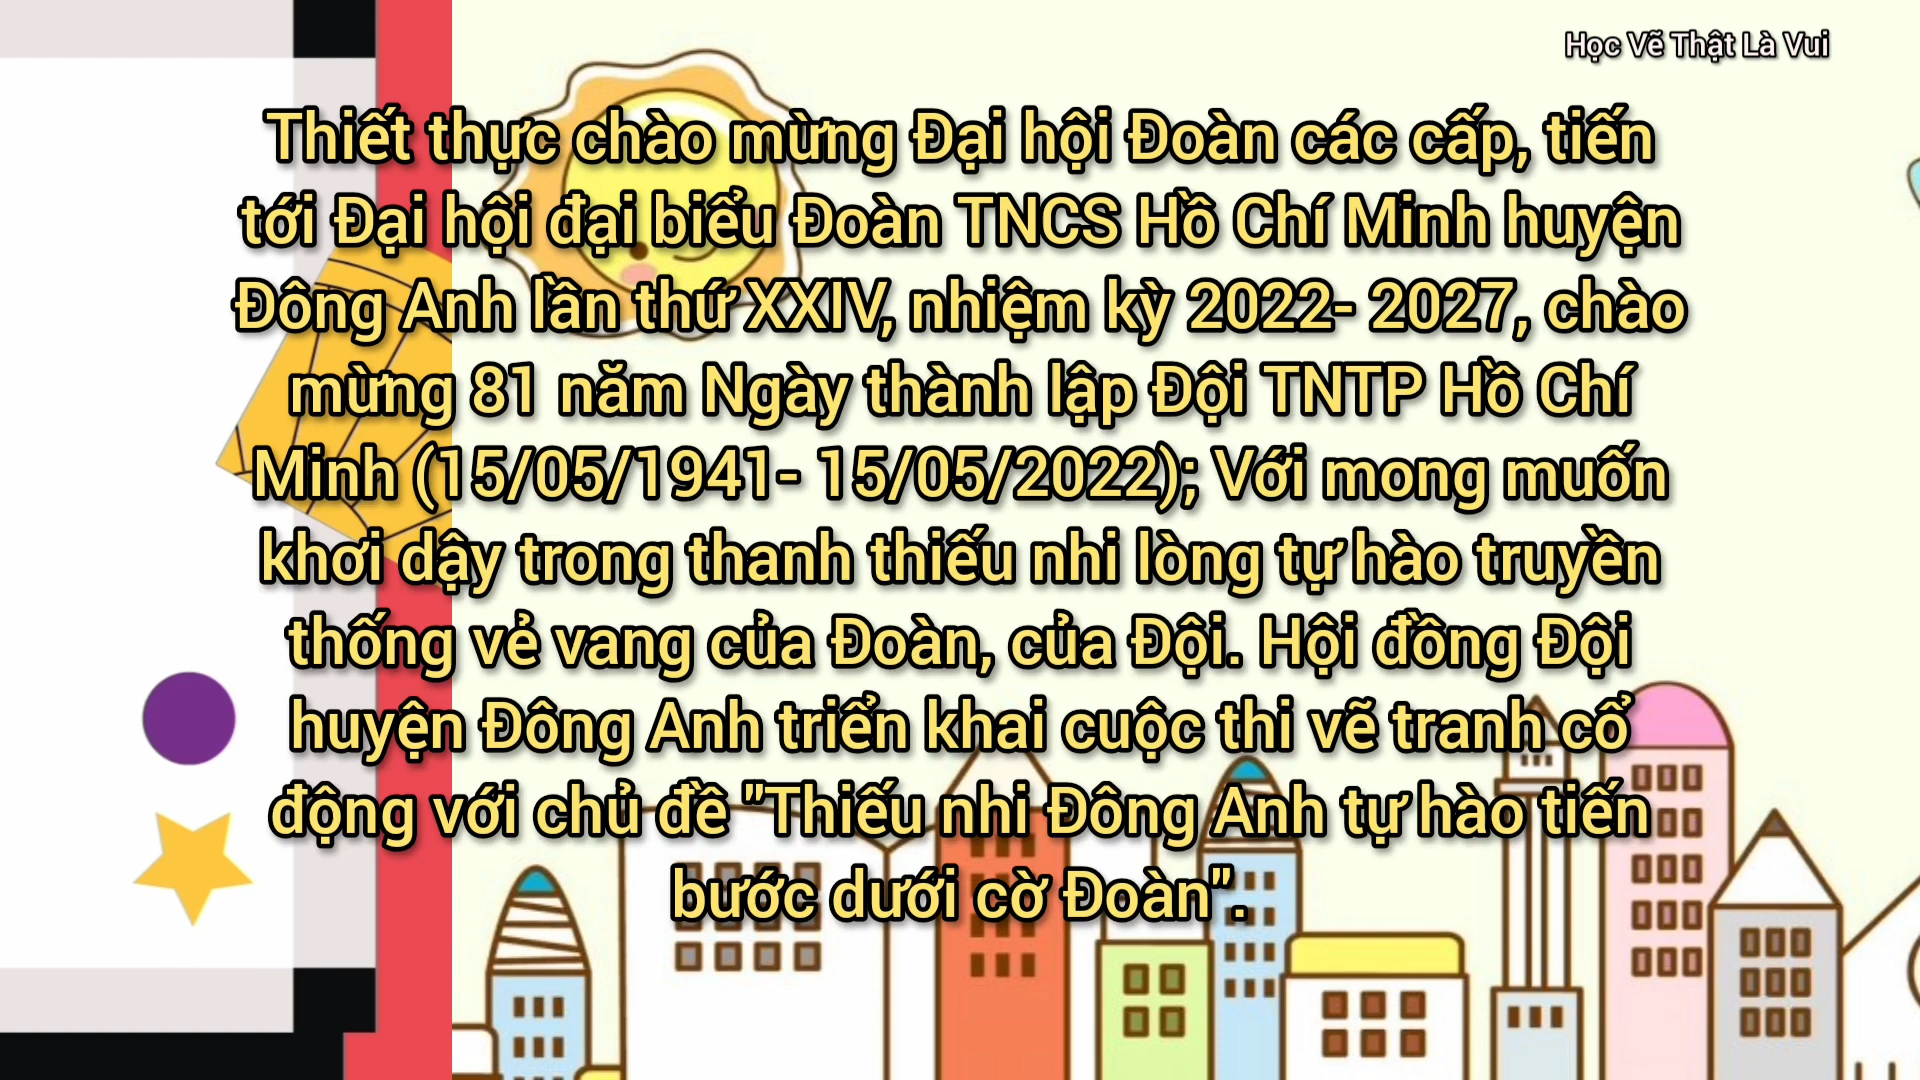 Học Vẽ Thật Là Vui
Thiết thực chào mừng Đại hội Đoàn các cấp, tiến
tới Đại hội đại biểu Đoàn TNCS Hồ Chí Minh huyện
Đông Anh lần thứ XXIV, nhiệm kỳ 2022- 2027, chào
mừng 81 năm Ngày thành lập Đội TNTP Hồ Chí
Minh (15/05/1941- 15/05/2022); Với mong muốn
khơi dậy trong thanh thiếu nhi lòng tự hào truyền
thống vẻ vang của Đoàn, của Đội. Hội đồng Đội
huyện Đông Anh triển khai cuộc thi vẽ tranh cổ
động với chủ đề "Thiếu nhi Đông Anh tự hào tiến
bước dưới cờ Đoàn".